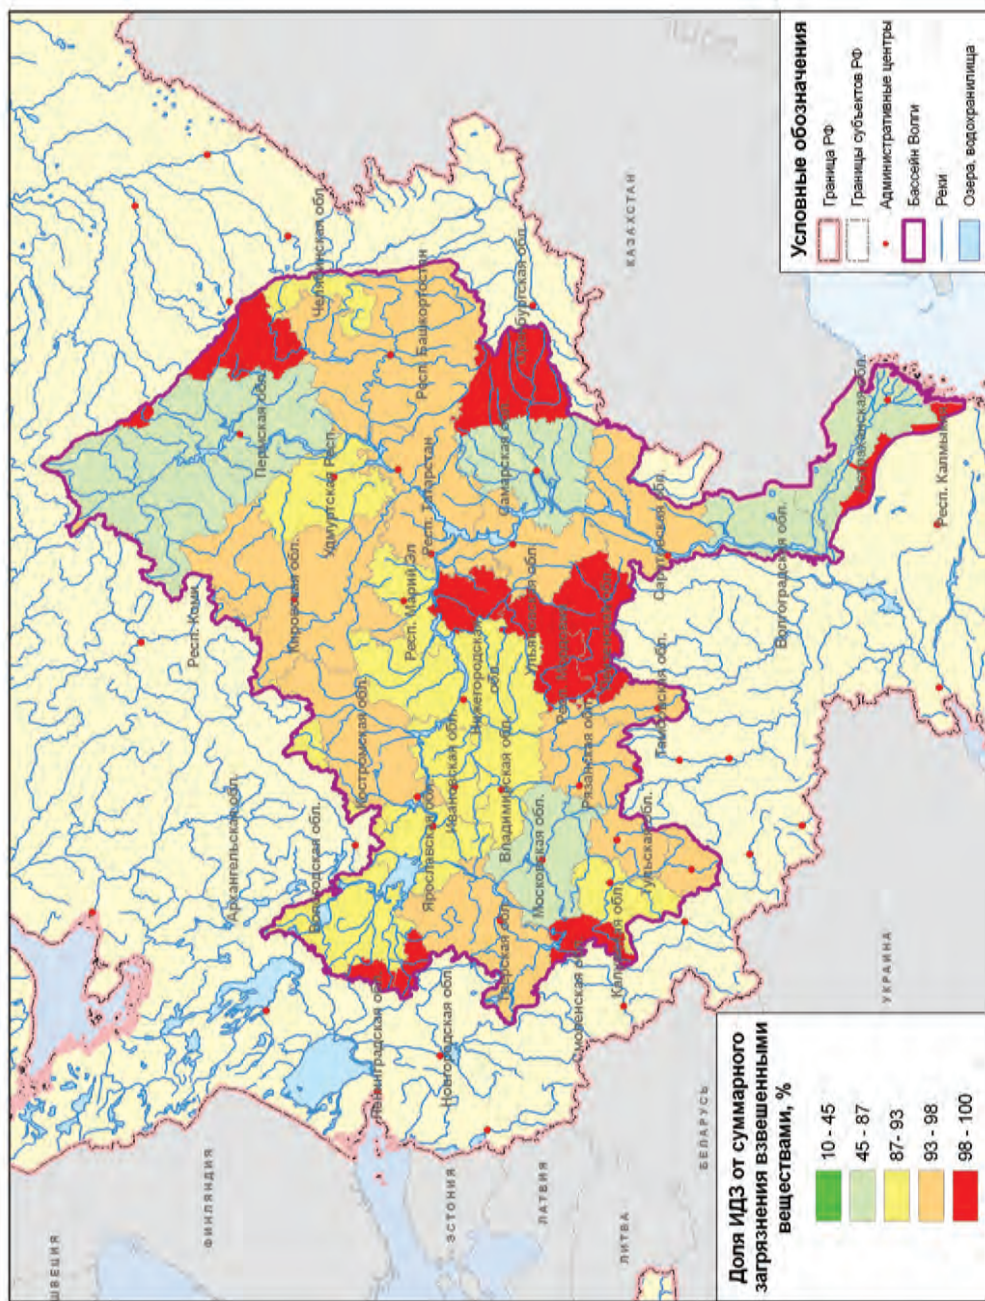 ШВЕЦИЯ
ФИНЛЯНДИЯ
ЭСТОНИЯ
ЛАТВИЯ
ЛИТВА
БЕЛАРУСЬ
УКРАИНА
КАЗАХСТАН
Архангельская обл.
Вологодская обл.
Ленинградская обл.
Новгородская обл.
Тверская обл.
Смоленская обл.
Калужская обл.
Московская обл.
Тульская обл.
Ярославская обл.
Ивановская обл.
Владимирская обл.
Рязанская обл.
Тамбовская обл.
Костромская обл.
Нижегородская обл.
Респ. Коми
Кировская обл.
Респ. Марий Эл
Ульяновская обл.
Саратовская обл.
Волгоградская обл.
Удмуртская Респ.
Респ. Татарстан
Самарская обл.
Пермская обл.
Челябинская обл.
Респ. Башкортостан
Оренбургская обл.
Астраханская обл.
Респ. Калмыкия
Доля ИДЗ от суммарного
загрязнения взвешенными
веществами, %
10 - 45
45 - 87
87- 93
93 - 98
98 - 100
Условные обозначения
Граница РФ
Границы субъектов РФ
Административные центры
Бассейн Волги
Реки
Озера, водохранилища